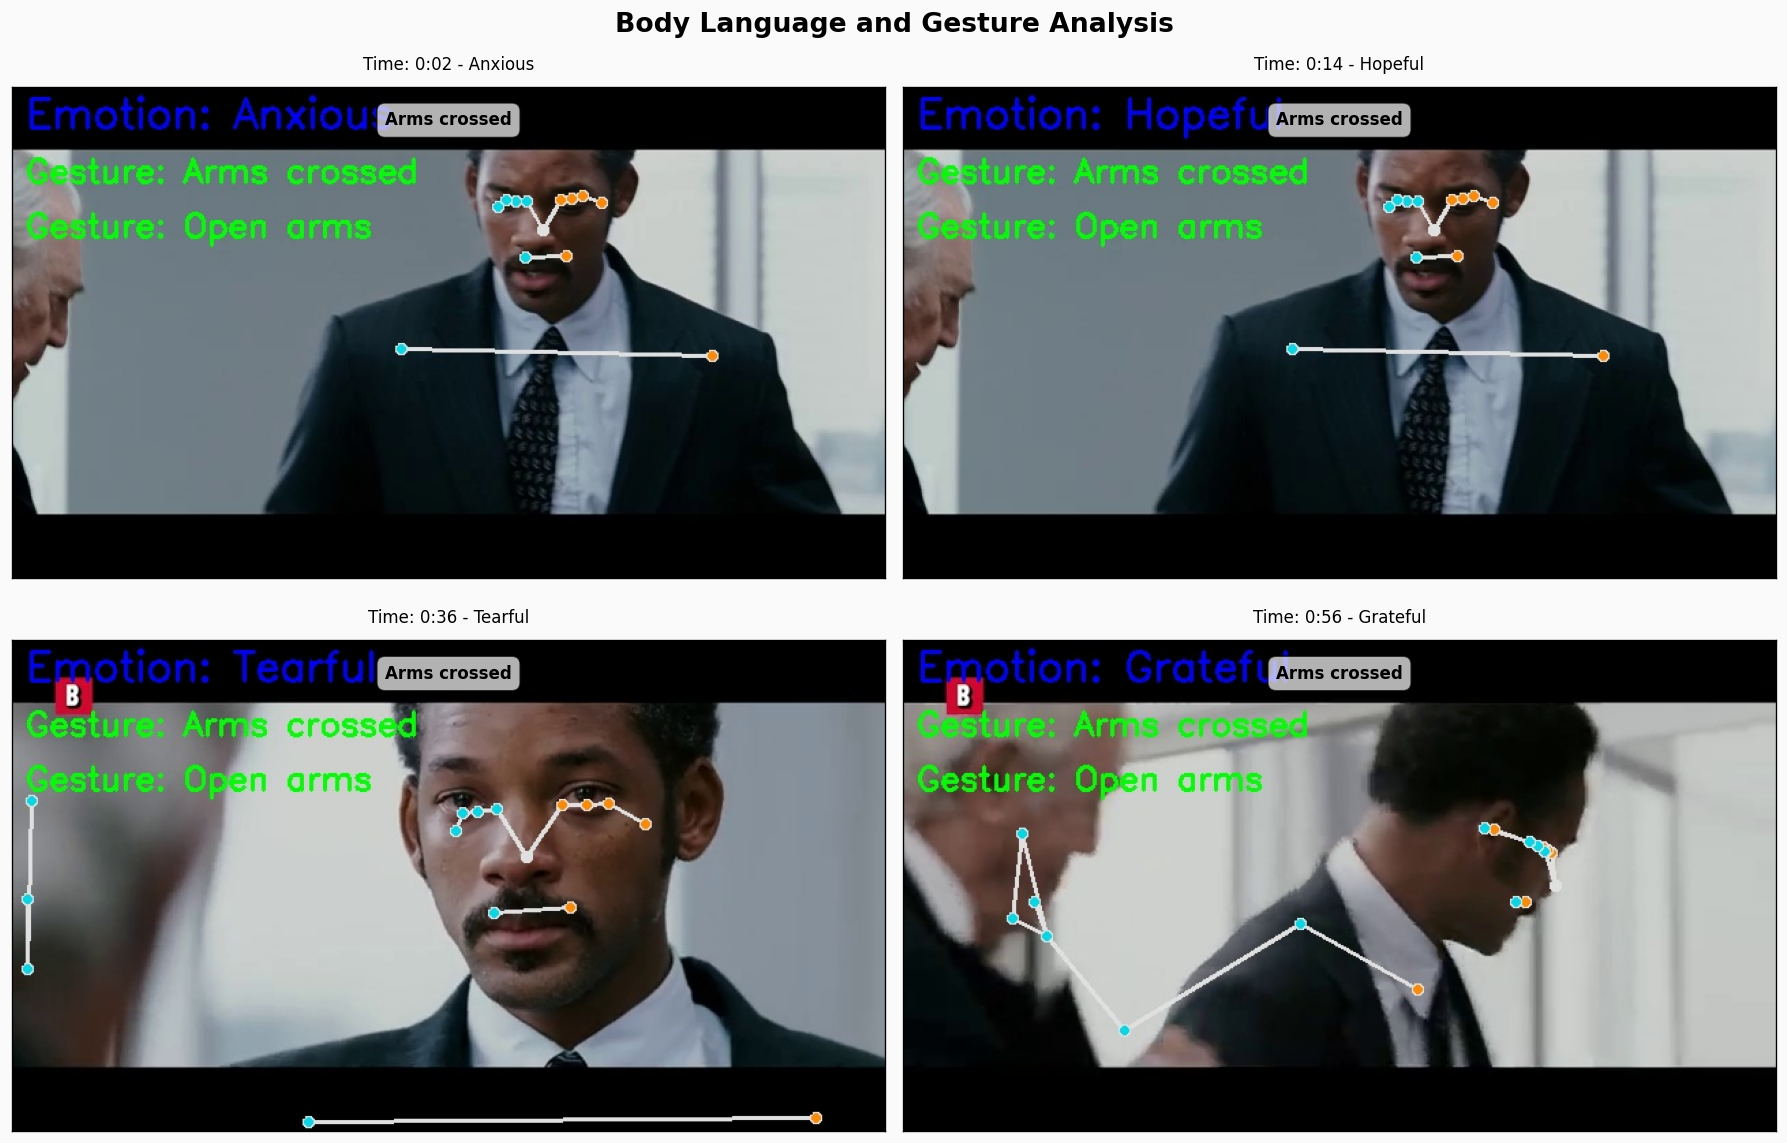 Body Language and Gesture Analysis
Time: 0:02 - Anxious
Emotion: Anxious
Arms crossed
Gesture: Arms crossed
Gesture: Open arms
Time: 0:14 - Hopeful
Emotion: Hopeful
Arms crossed
Gesture: Arms crossed
Gesture: Open arms
Time: 0:36 - Tearful
Emotion: Tearful
Arms crossed
B
Gesture: Arms crossed
Gesture: Open arms
Time: 0:56 - Grateful
Emotion: Grateful
Arms crossed
B
Gesture: Arms crossed
Gesture: Open arms